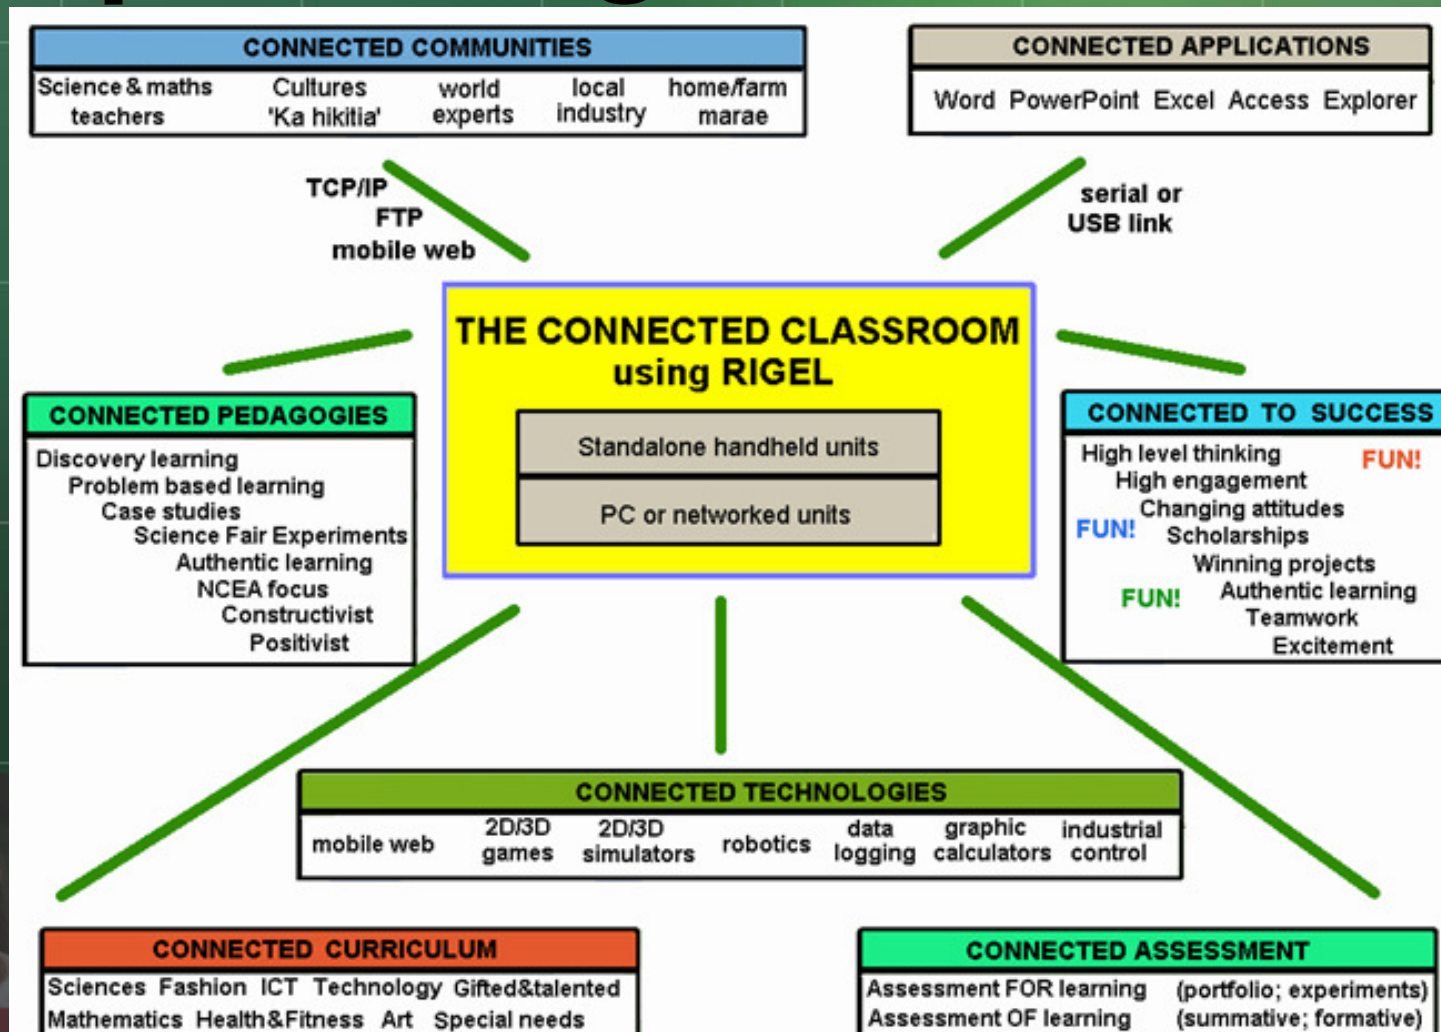 CONNECTED COMMUNITIES
Science & maths teachers
Cultures 'Ka hikitia'
world experts
local industry
home/farm marae
CONNECTED APPLICATIONS
Word PowerPoint Excel Access Explorer
TCP/IP
FTP
mobile web
serial or
USB link
THE CONNECTED CLASSROOM
using RIGEL
Standalone handheld units
PC or networked units
CONNECTED PEDAGOGIES
Discovery learning
Problem based learning
Case studies
Science Fair Experiments
Authentic learning
NCEA focus
Constructivist
Positivist
CONNECTED TO SUCCESS
High level thinking FUN!
High engagement
Changing attitudes
FUN! Scholarships
Winning projects
FUN! Authentic learning
Teamwork
Excitement
CONNECTED TECHNOLOGIES
mobile web
2D/3D games
2D/3D simulators
robotics
data logging
graphic calculators
industrial control
CONNECTED CURRICULUM
Sciences Fashion ICT Technology Gifted&talented
Mathematics Health&Fitness Art Special needs
CONNECTED ASSESSMENT
Assessment FOR learning (portfolio; experiments)
Assessment OF learning (summative; formative)